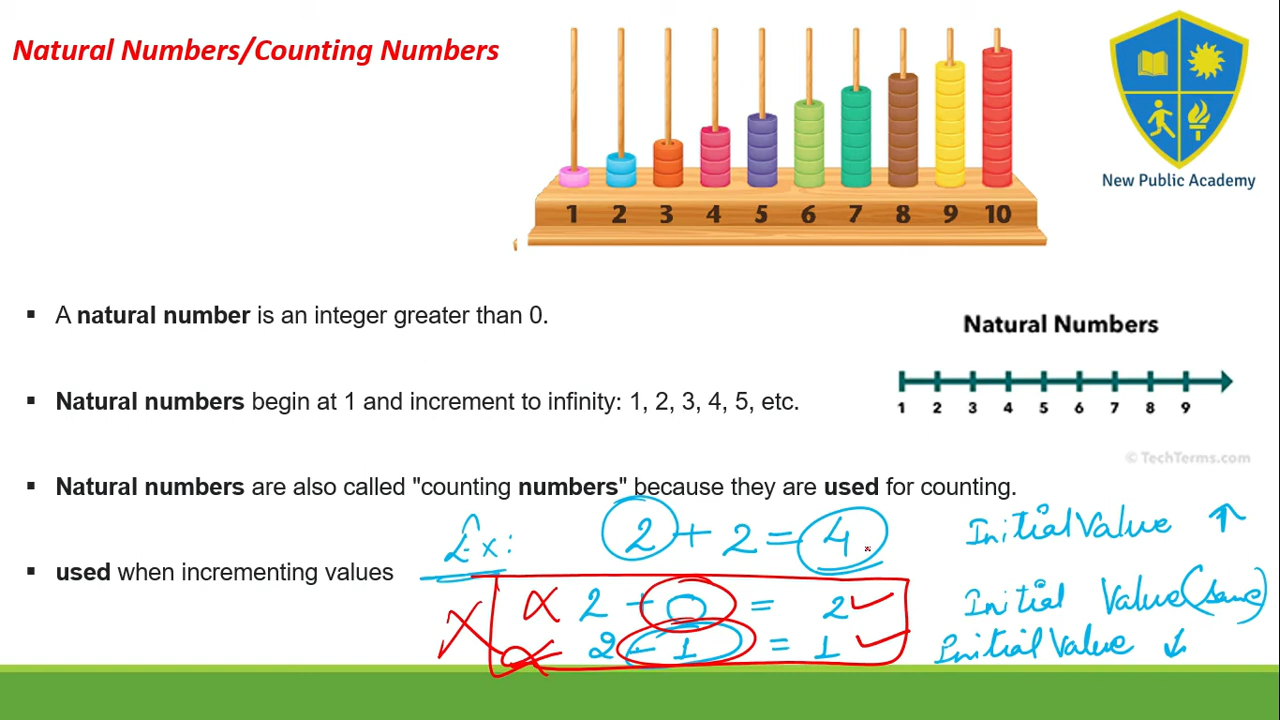 Natural Numbers/Counting Numbers
1 2 3 4 5 6 7 8 9 10
New Public Academy
▪ A natural number is an integer greater than 0.
Natural Numbers
1 2 3 4 5 6 7 8 9
▪ Natural numbers begin at 1 and increment to infinity: 1, 2, 3, 4, 5, etc.
© TechTerms.com
▪ Natural numbers are also called "counting numbers" because they are used for counting.
Ex: 2 + 2 = 4 Initial Value ↑
▪ used when incrementing values
2 + 0 = 2 ✓ Initial Value (same)
2 - 1 = 1 ✓ Initial Value ↓